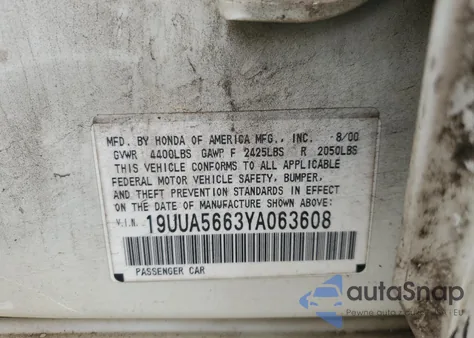 MFD. BY HONDA OF AMERICA MFG., INC. 8/00
GVWR 4400LBS GAWP F 2425LBS R 2050LBS
THIS VEHICLE CONFORMS TO ALL APPLICABLE
FEDERAL MOTOR VEHICLE SAFETY, BUMPER,
AND THEFT PREVENTION STANDARDS IN EFFECT
ON THE DATE OF MANUFACTURE SHOWN ABOVE:
V.I.N. 19UUA5663YA063608
PASSENGER CAR
autoSnap